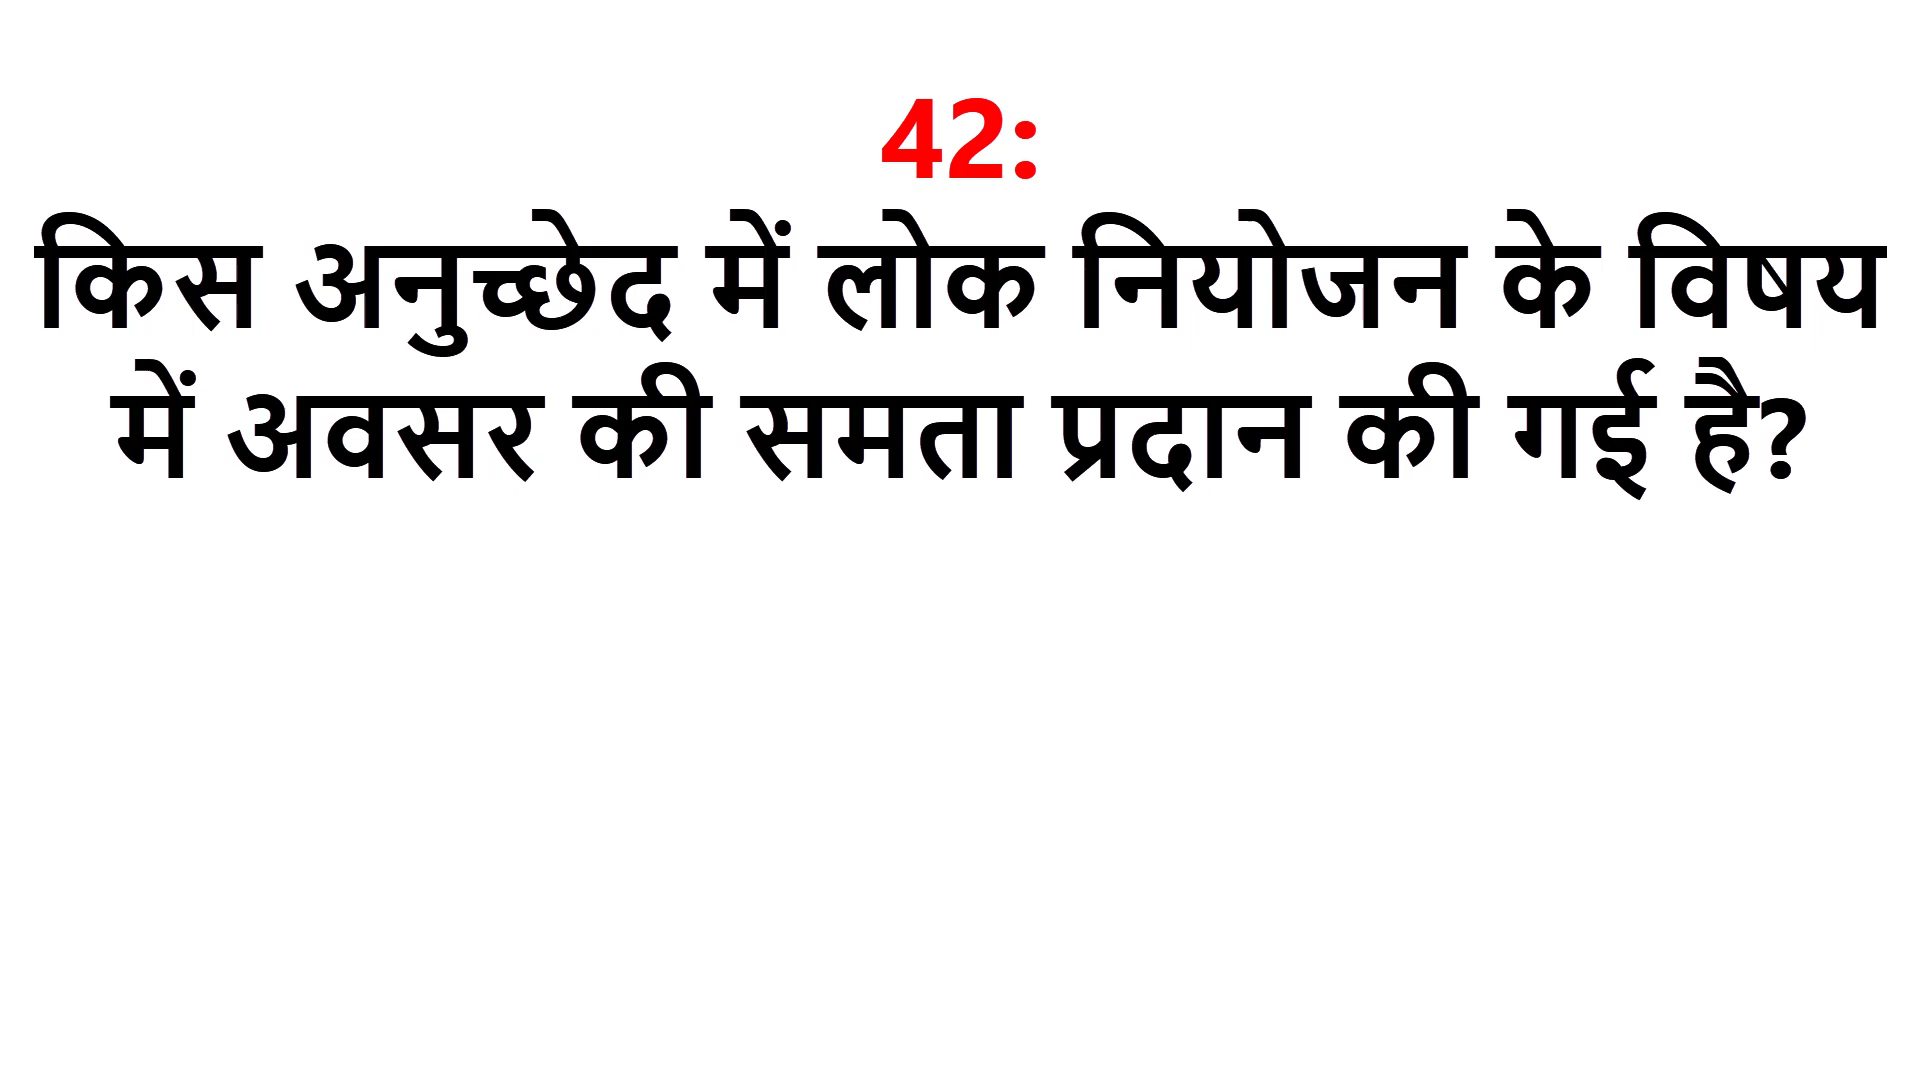 42:
किस अनुच्छेद में लोक नियोजन के विषय
में अवसर की समता प्रदान की गई है?